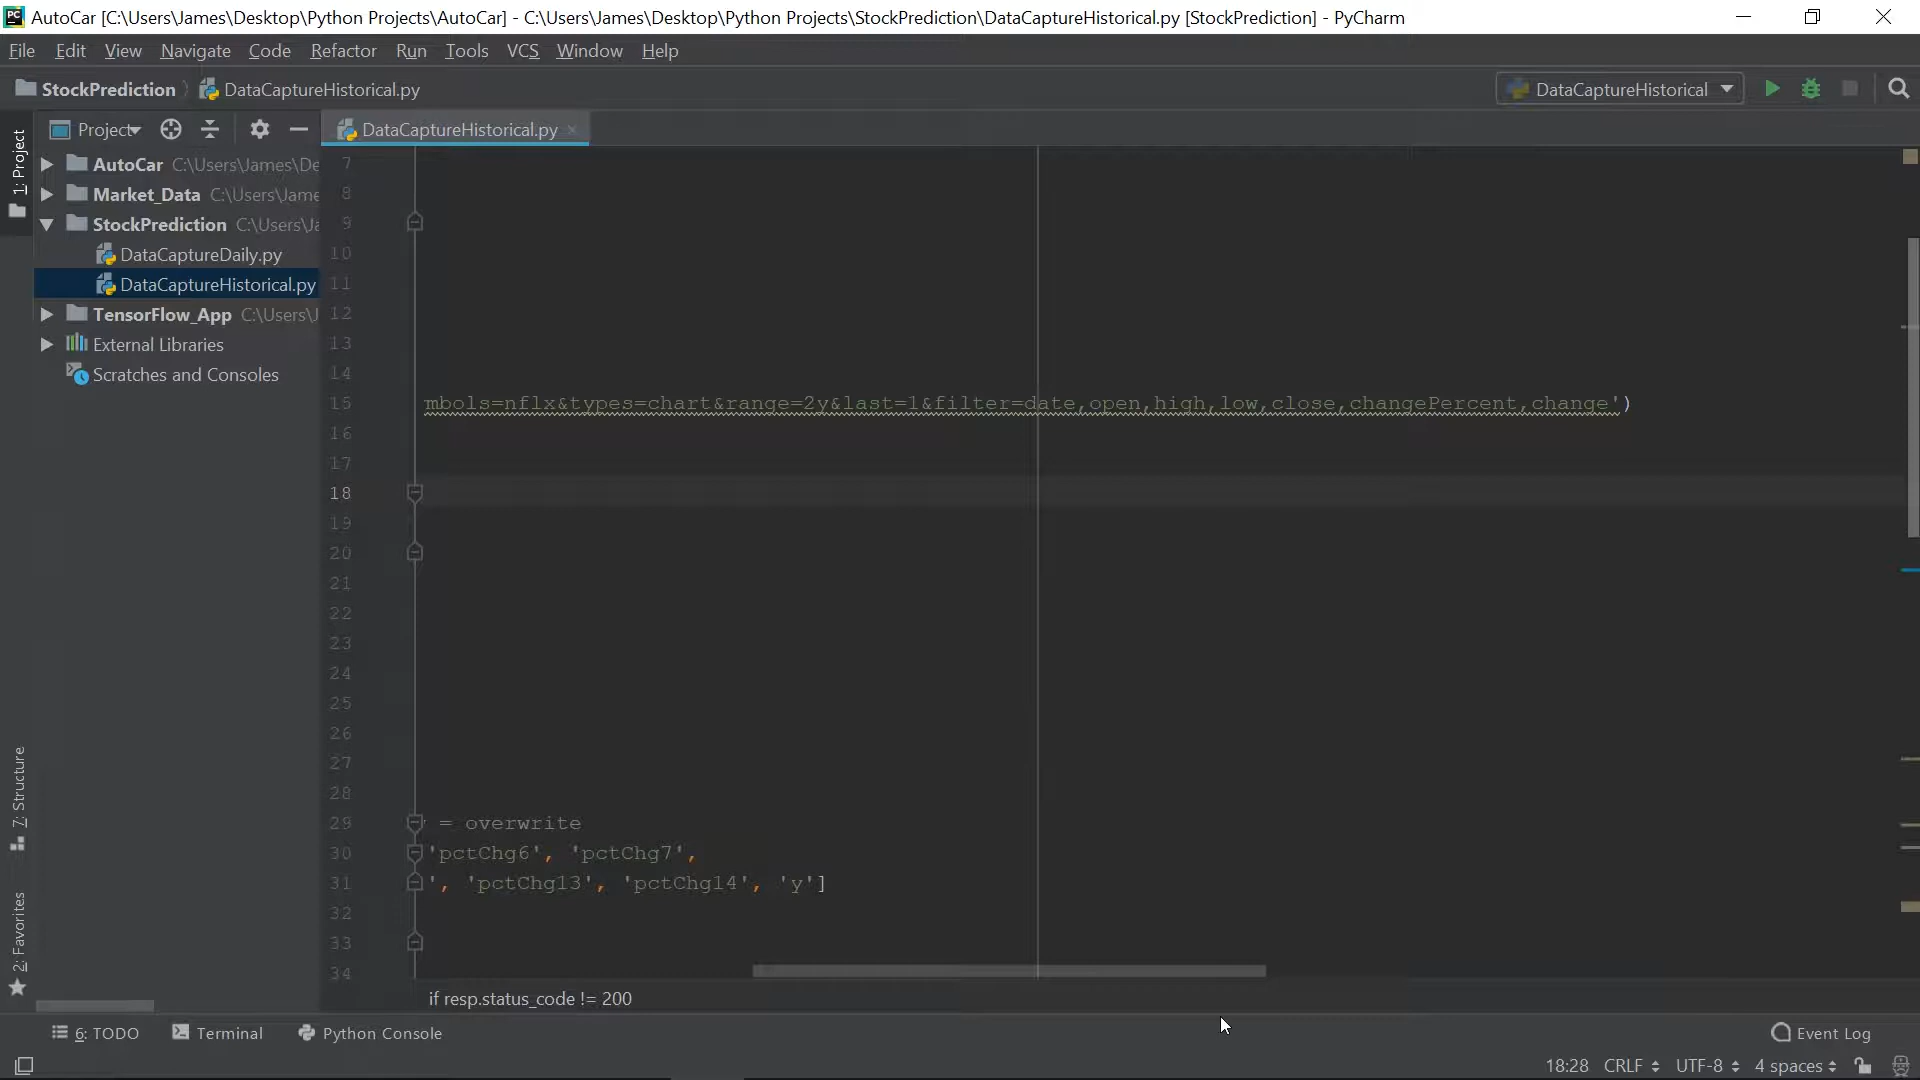 PC AutoCar [C:\Users\James\Desktop\Python Projects\AutoCar] - C:\Users\James\Desktop\Python Projects\StockPrediction\DataCaptureHistorical.py [StockPrediction] - PyCharm
File Edit View Navigate Code Refactor Run Tools VCS Window Help
StockPrediction DataCaptureHistorical.py DataCaptureHistorical
1: Project
Project
DataCaptureHistorical.py
AutoCar C:\Users\James\De
Market_Data C:\Users\Jame
StockPrediction C:\Users\Ja
DataCaptureDaily.py
DataCaptureHistorical.py
TensorFlow_App C:\Users\J
External Libraries
Scratches and Consoles
7: Structure
2: Favorites
7
8
9
10
11
12
13
14
15 mbols=nflx&types=chart&range=2y&last=1&filter=date,open,high,low,close,changePercent,change')
16
17
18
19
20
21
22
23
24
25
26
27
28
29 = overwrite
30 'pctChg6', 'pctChg7',
31 ', 'pctChg13', 'pctChg14', 'y']
32
33
34
if resp.status_code != 200
6: TODO Terminal Python Console Event Log
18:28 CRLF UTF-8 4 spaces